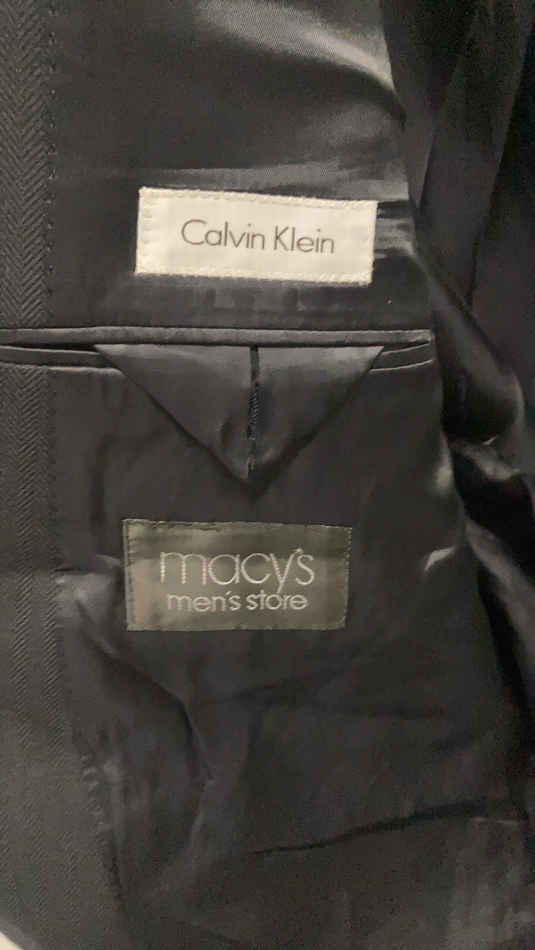 Calvin Klein
macy's
men's store